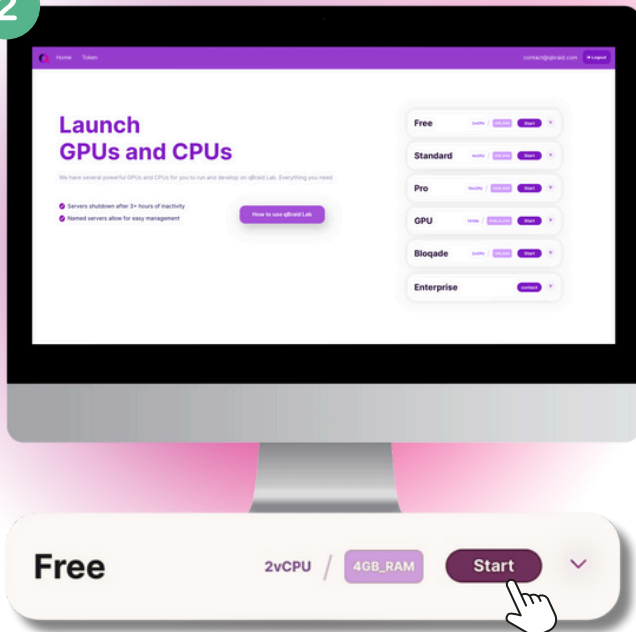 2
Home Token contact@qbraid.com Logout
Launch
GPUs and CPUs
We have several powerful GPUs and CPUs for you to run and develop on qBraid Lab. Everything you need.
Servers shutdown after 3+ hours of inactivity
Named servers allow for easy management
How to use qBraid Lab
Free 2vCPU / 4GB_RAM Start
Standard Start
Pro Start
GPU Start
Bloqade Start
Enterprise contact
Free 2vCPU / 4GB_RAM Start